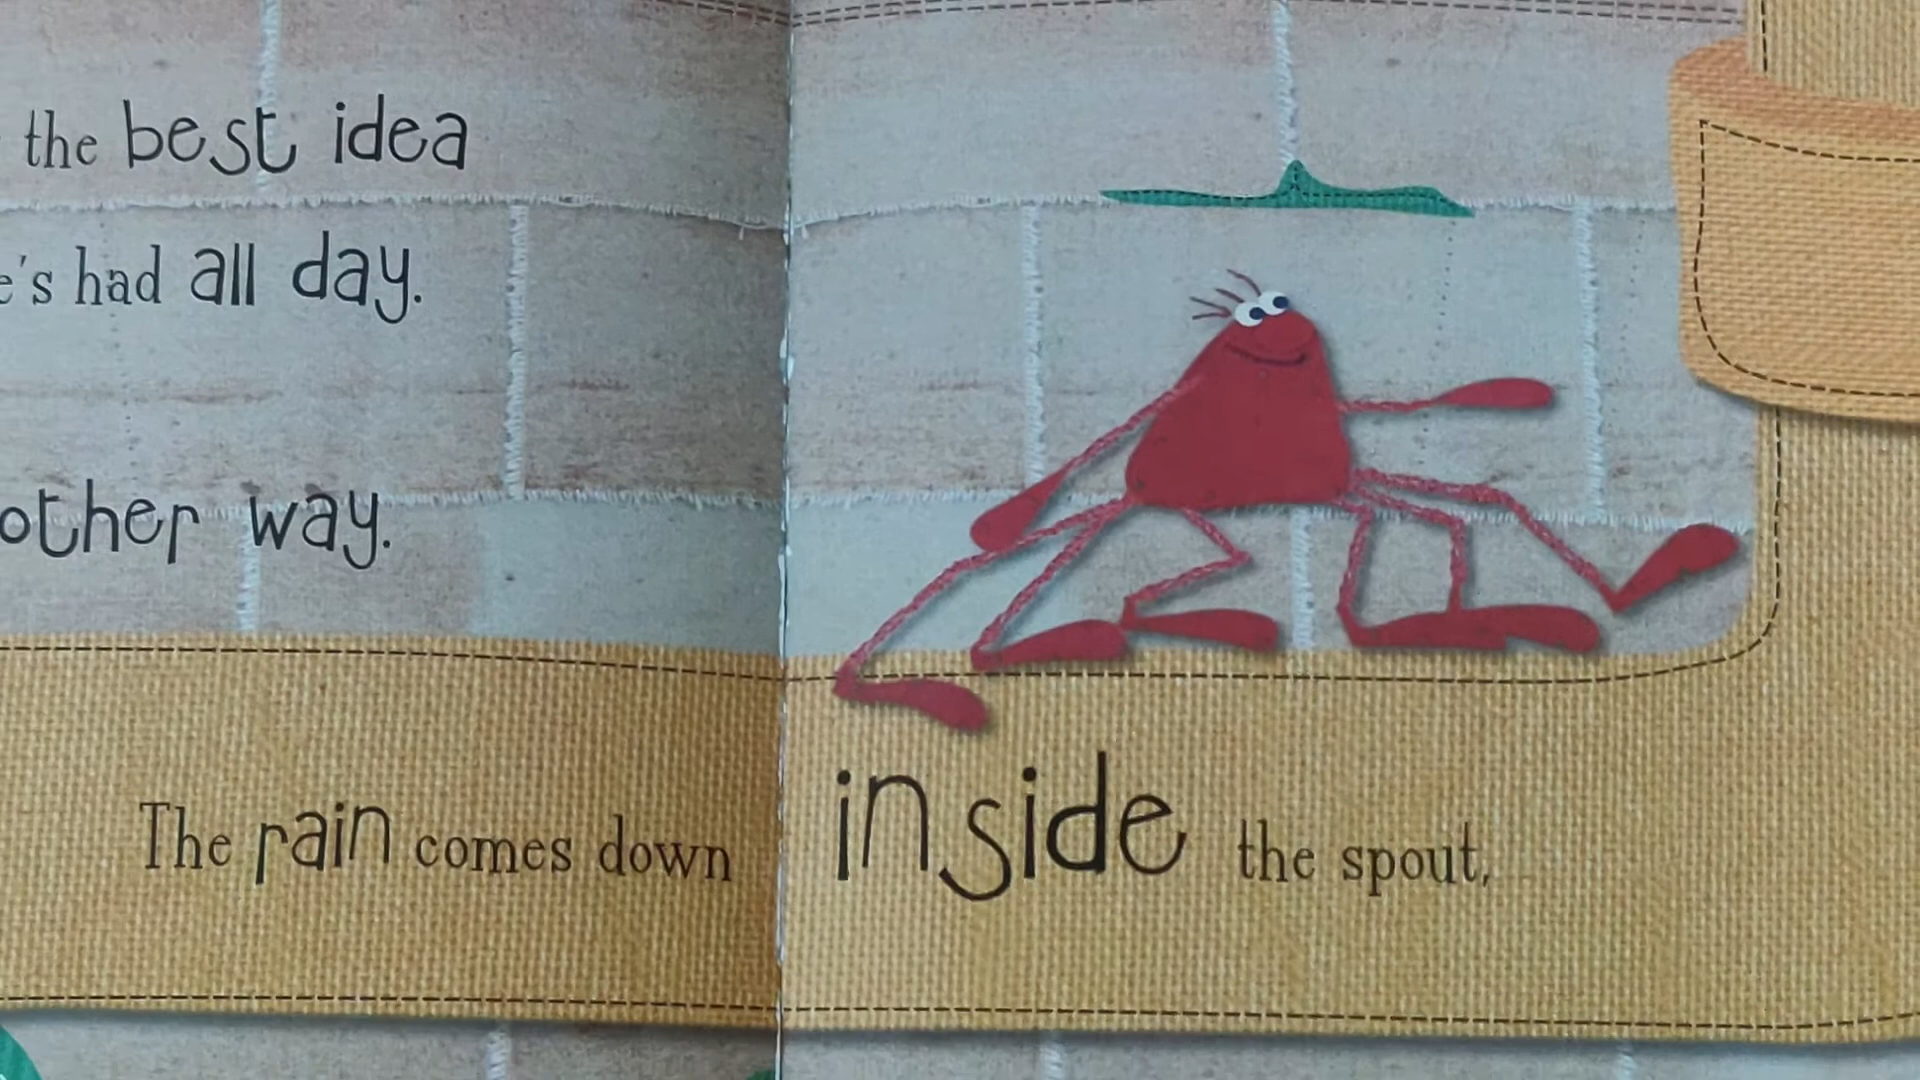 the best idea
e's had all day.
other way.
The rain comes down inside the spout,